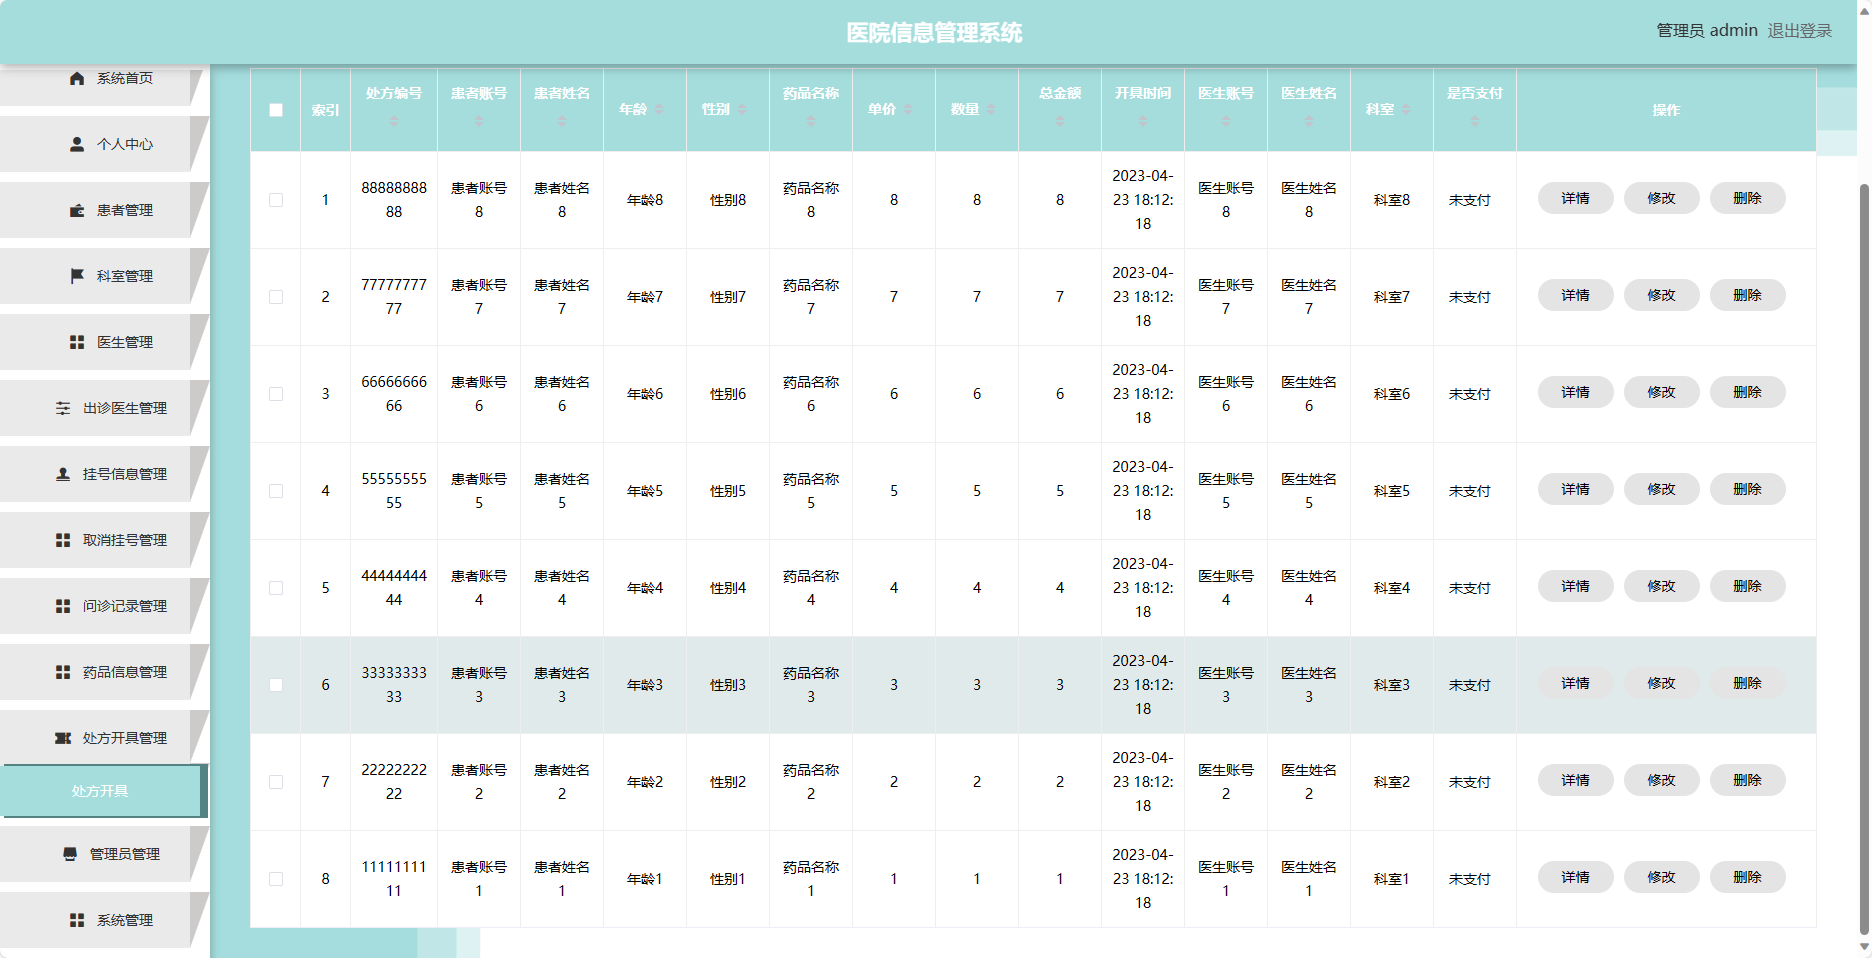 医院信息管理系统
管理员 admin 退出登录
系统首页
个人中心
患者管理
科室管理
医生管理
出诊医生管理
挂号信息管理
取消挂号管理
问诊记录管理
药品信息管理
处方开具管理
处方开具
管理员管理
系统管理
索引 处方编号 患者账号 患者姓名 年龄 性别 药品名称 单价 数量 总金额 开具时间 医生账号 医生姓名 科室 是否支付 操作
1 8888888888 患者账号8 患者姓名8 年龄8 性别8 药品名称8 8 8 8 2023-04-23 18:12:18 医生账号8 医生姓名8 科室8 未支付 详情 修改 删除
2 7777777777 患者账号7 患者姓名7 年龄7 性别7 药品名称7 7 7 7 2023-04-23 18:12:18 医生账号7 医生姓名7 科室7 未支付 详情 修改 删除
3 6666666666 患者账号6 患者姓名6 年龄6 性别6 药品名称6 6 6 6 2023-04-23 18:12:18 医生账号6 医生姓名6 科室6 未支付 详情 修改 删除
4 5555555555 患者账号5 患者姓名5 年龄5 性别5 药品名称5 5 5 5 2023-04-23 18:12:18 医生账号5 医生姓名5 科室5 未支付 详情 修改 删除
5 4444444444 患者账号4 患者姓名4 年龄4 性别4 药品名称4 4 4 4 2023-04-23 18:12:18 医生账号4 医生姓名4 科室4 未支付 详情 修改 删除
6 3333333333 患者账号3 患者姓名3 年龄3 性别3 药品名称3 3 3 3 2023-04-23 18:12:18 医生账号3 医生姓名3 科室3 未支付 详情 修改 删除
7 2222222222 患者账号2 患者姓名2 年龄2 性别2 药品名称2 2 2 2 2023-04-23 18:12:18 医生账号2 医生姓名2 科室2 未支付 详情 修改 删除
8 1111111111 患者账号1 患者姓名1 年龄1 性别1 药品名称1 1 1 1 2023-04-23 18:12:18 医生账号1 医生姓名1 科室1 未支付 详情 修改 删除